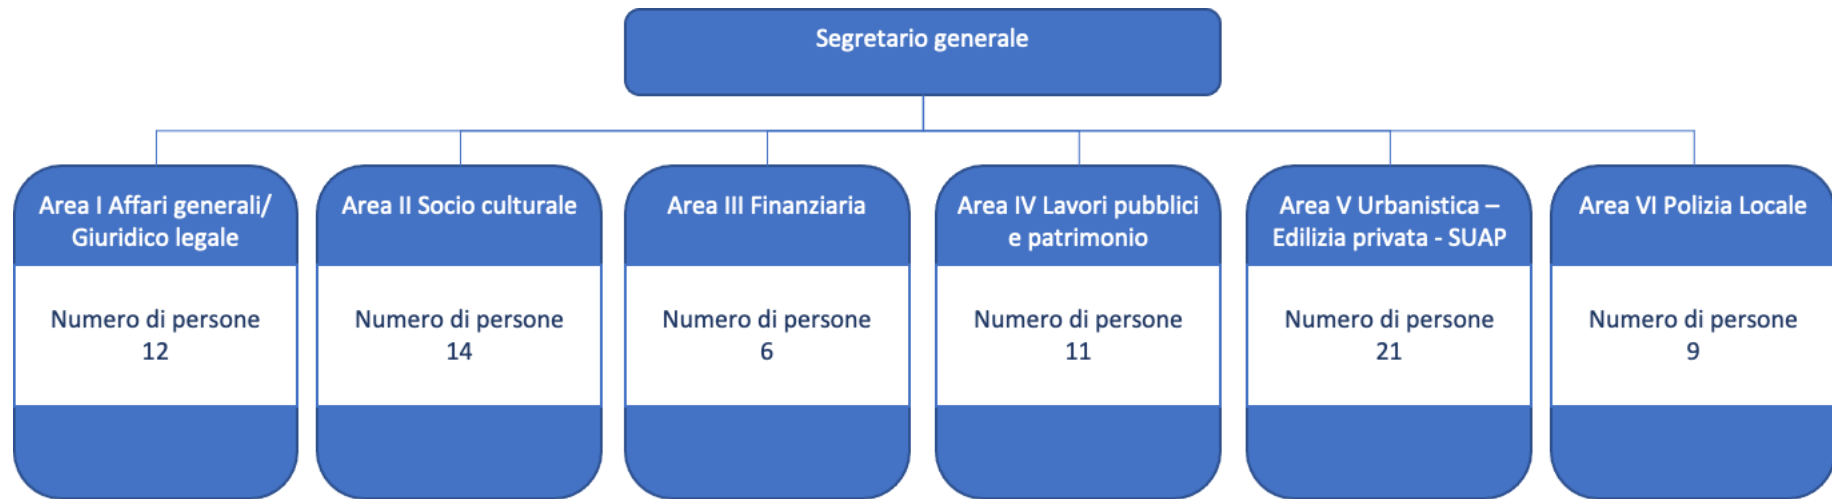 Segretario generale
Area I Affari generali/
Giuridico legale
Numero di persone
12
Area II Socio culturale
Numero di persone
14
Area III Finanziaria
Numero di persone
6
Area IV Lavori pubblici
e patrimonio
Numero di persone
11
Area V Urbanistica –
Edilizia privata - SUAP
Numero di persone
21
Area VI Polizia Locale
Numero di persone
9